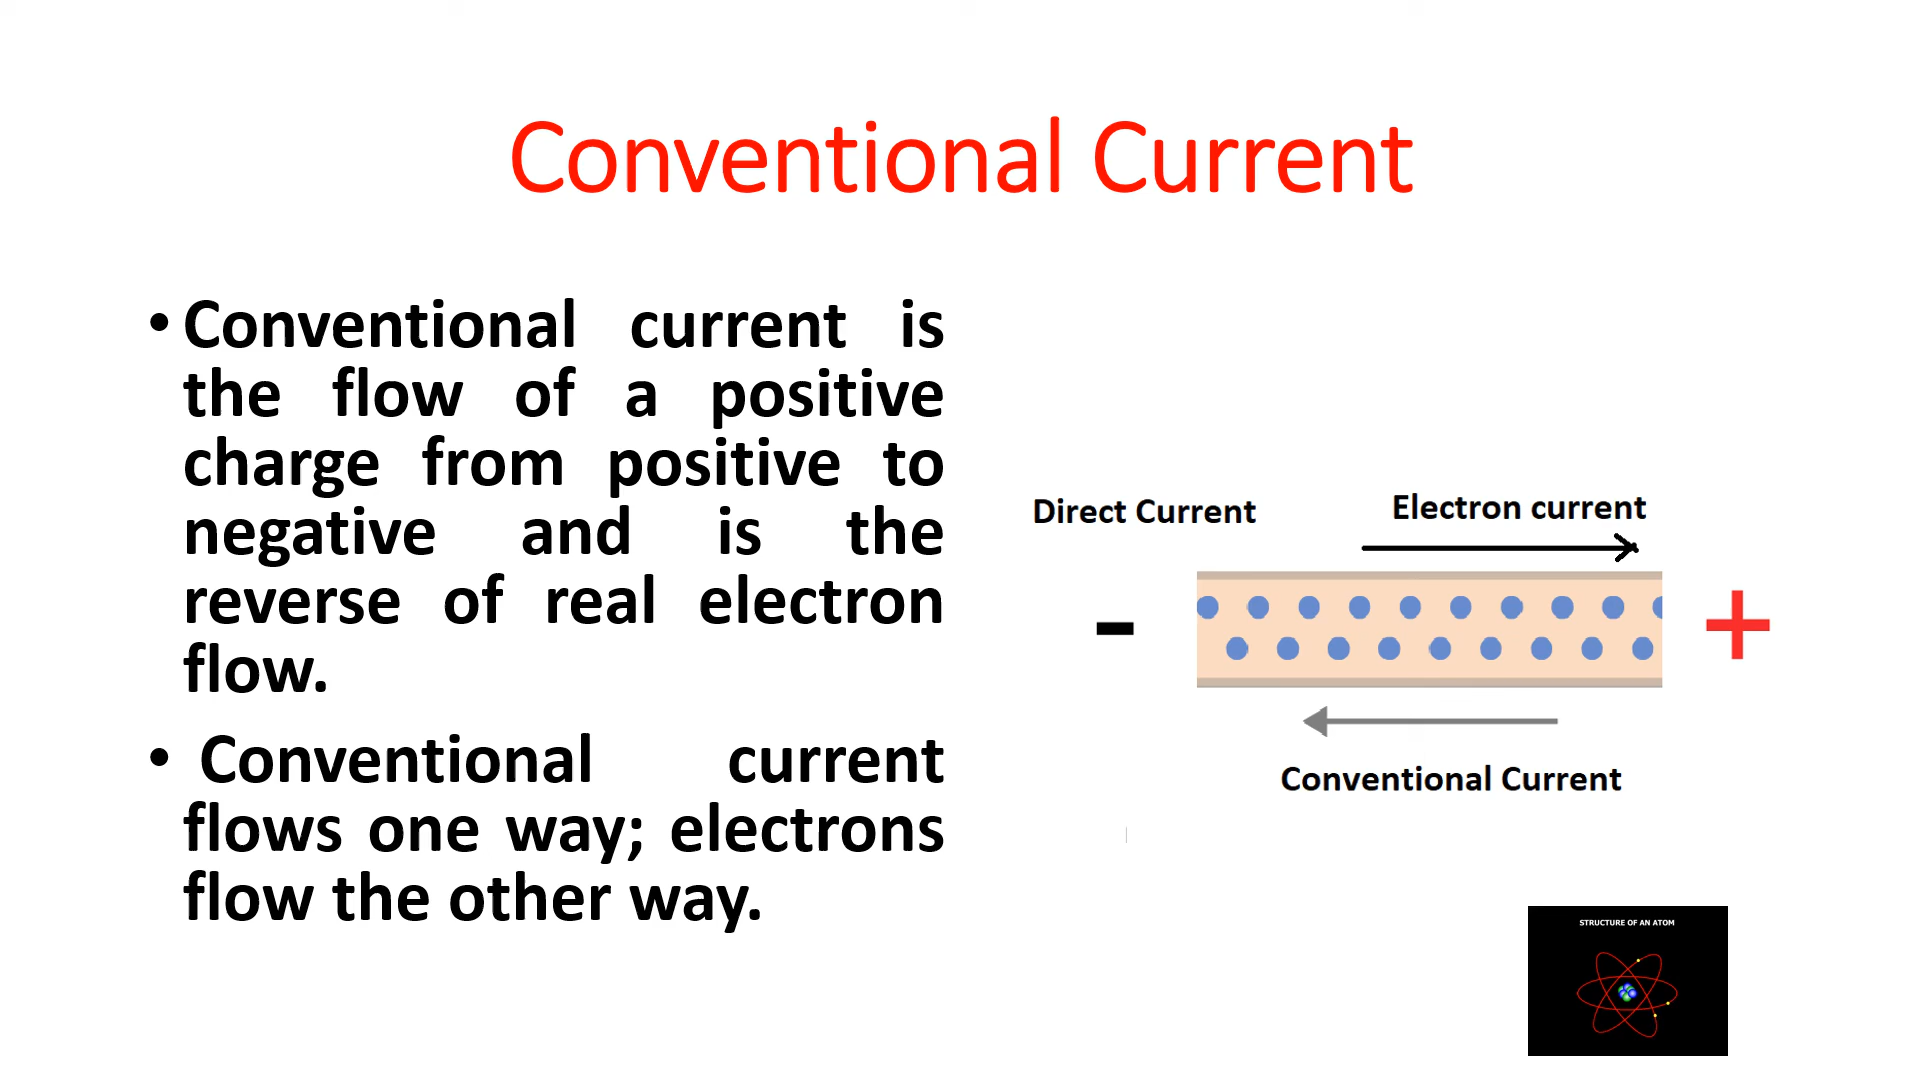 Conventional Current
• Conventional current is
the flow of a positive
charge from positive to
negative and is the
reverse of real electron
flow.
• Conventional current
flows one way; electrons
flow the other way.
Direct Current
Electron current
-
+
Conventional Current
STRUCTURE OF AN ATOM